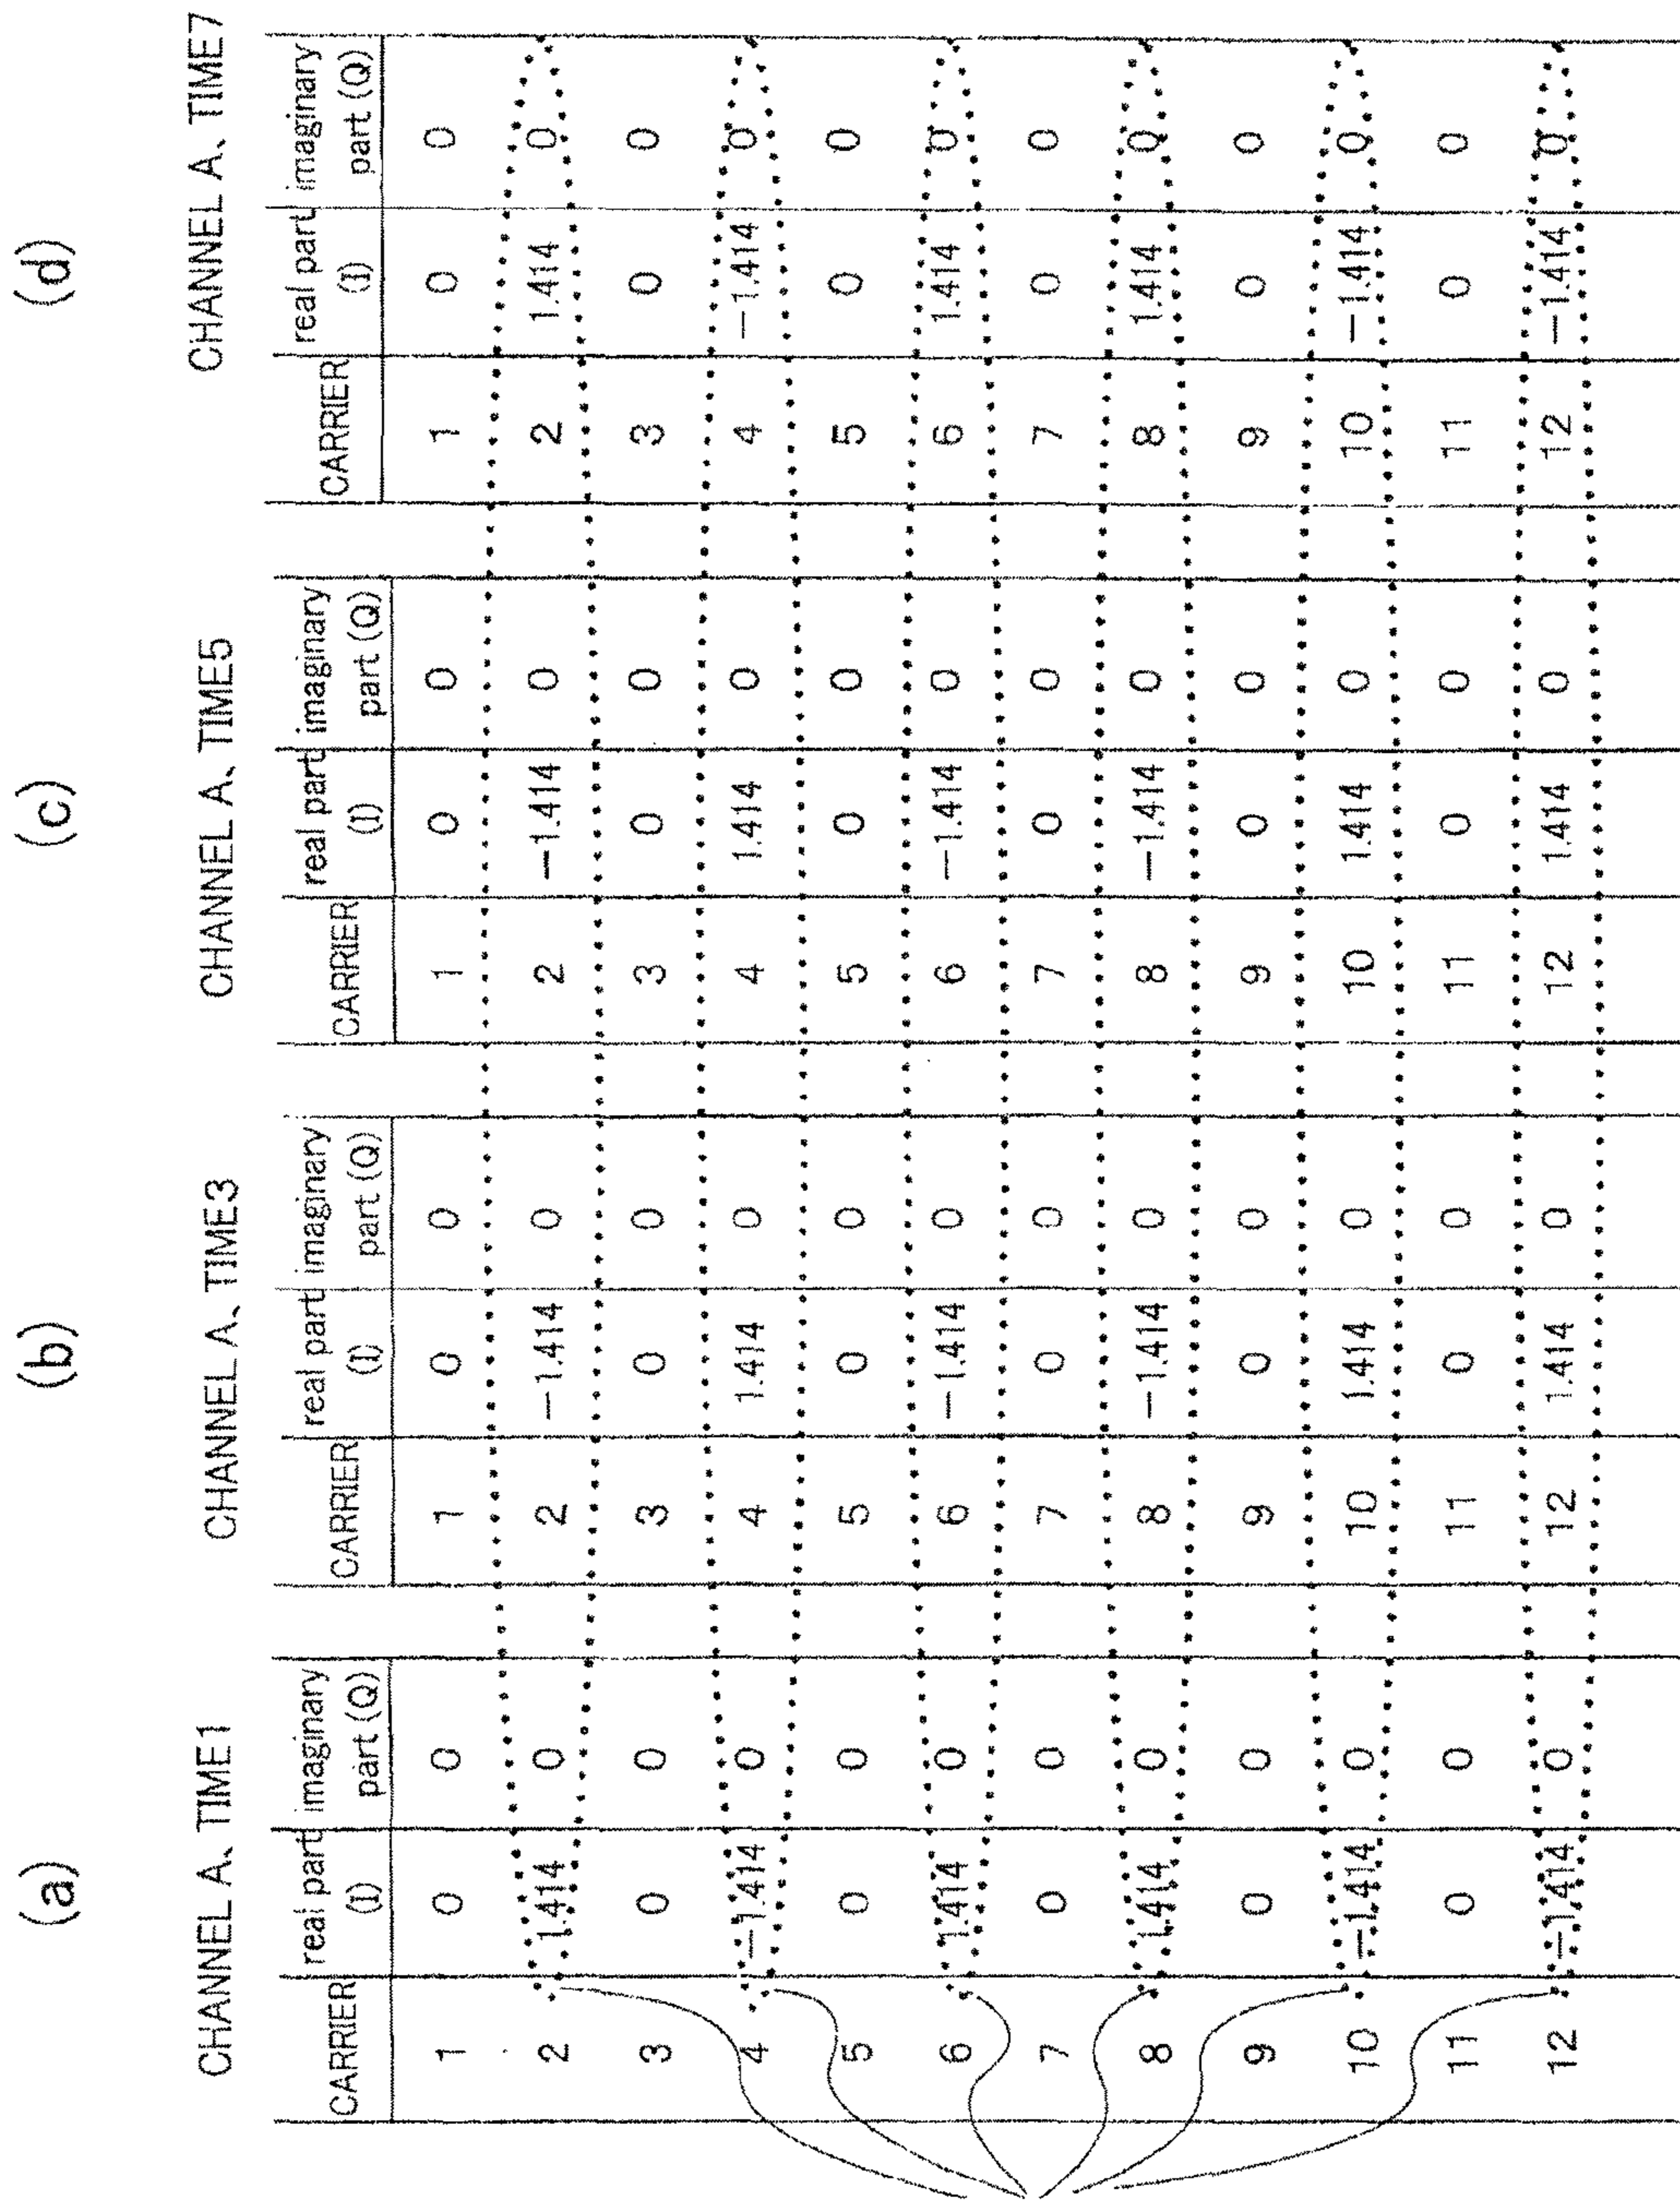 (a)
CHANNEL A、TIME1
CARRIER real part (I) imaginary part (Q)
1 0 0
2 1.414 0
3 0 0
4 −1.414 0
5 0 0
6 1.414 0
7 0 0
8 1.414 0
9 0 0
10 −1.414 0
11 0 0
12 −1.414 0
(b)
CHANNEL A、TIME3
CARRIER real part (I) imaginary part (Q)
1 0 0
2 −1.414 0
3 0 0
4 1.414 0
5 0 0
6 −1.414 0
7 0 0
8 −1.414 0
9 0 0
10 1.414 0
11 0 0
12 1.414 0
(c)
CHANNEL A、TIME5
CARRIER real part (I) imaginary part (Q)
1 0 0
2 −1.414 0
3 0 0
4 1.414 0
5 0 0
6 −1.414 0
7 0 0
8 −1.414 0
9 0 0
10 1.414 0
11 0 0
12 1.414 0
(d)
CHANNEL A、TIME7
CARRIER real part (I) imaginary part (Q)
1 0 0
2 1.414 0
3 0 0
4 −1.414 0
5 0 0
6 1.414 0
7 0 0
8 1.414 0
9 0 0
10 −1.414 0
11 0 0
12 −1.414 0